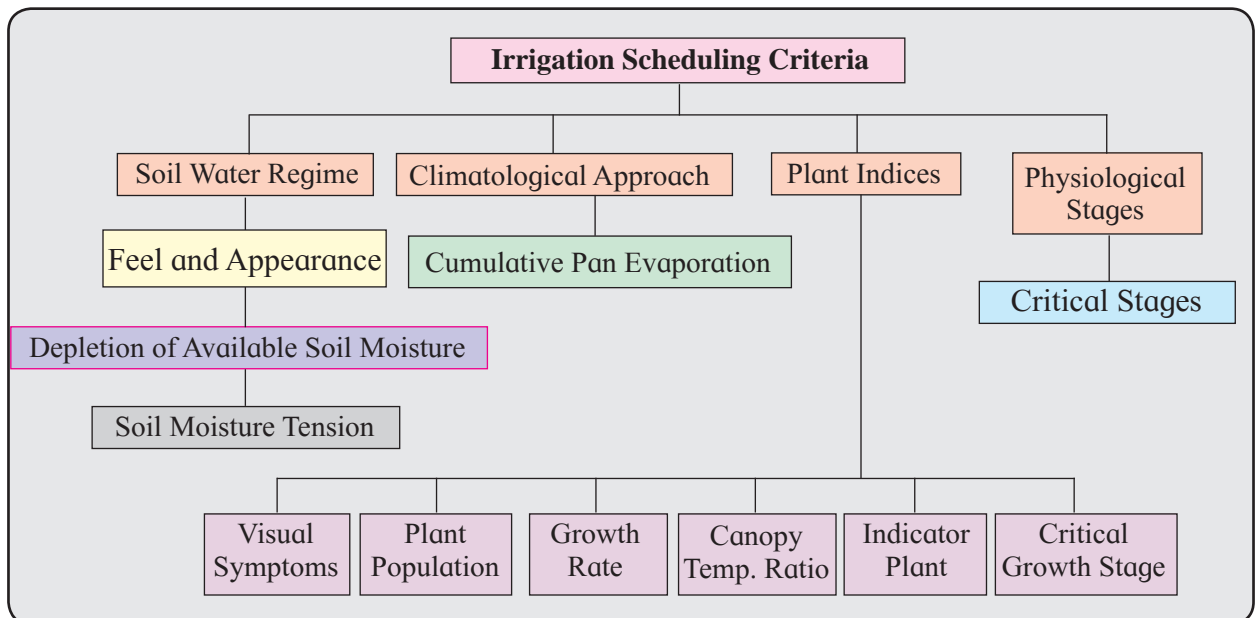 Irrigation Scheduling Criteria
Soil Water Regime
Climatological Approach
Plant Indices
Physiological
Stages
Feel and Appearance
Cumulative Pan Evaporation
Critical Stages
Depletion of Available Soil Moisture
Soil Moisture Tension
Visual
Symptoms
Plant
Population
Growth
Rate
Canopy
Temp. Ratio
Indicator
Plant
Critical
Growth Stage